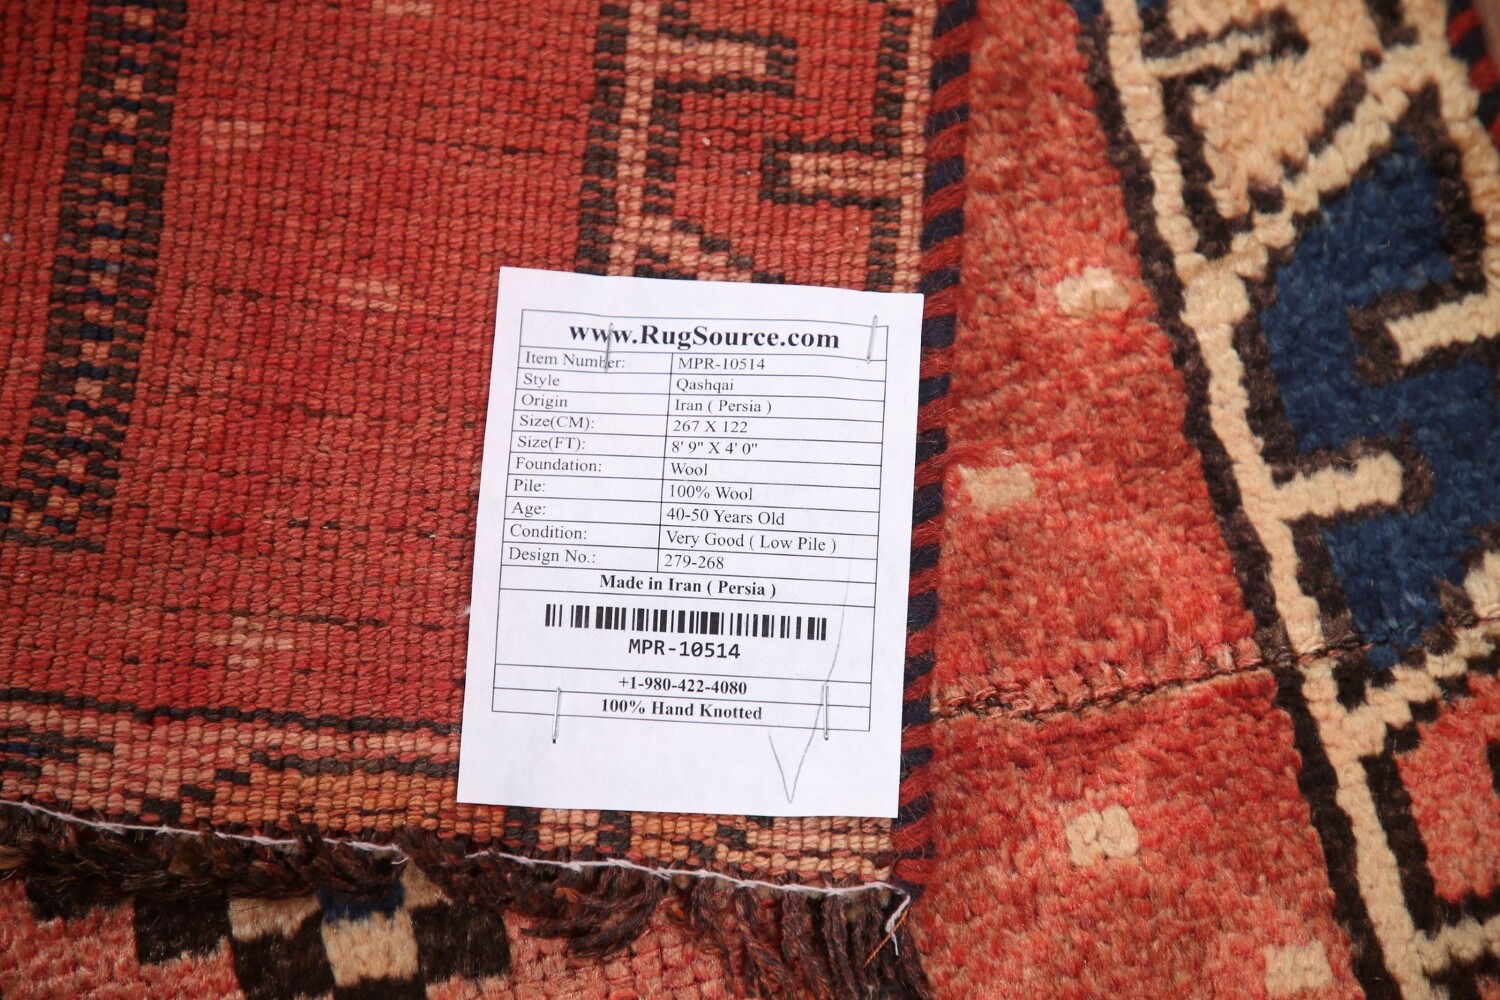 www.RugSource.com
Item Number: MPR-10514
Style Qashqai
Origin Iran ( Persia )
Size(CM): 267 X 122
Size(FT): 8' 9" X 4' 0"
Foundation: Wool
Pile: 100% Wool
Age: 40-50 Years Old
Condition: Very Good ( Low Pile )
Design No.: 279-268
Made in Iran ( Persia )
MPR-10514
+1-980-422-4080
100% Hand Knotted